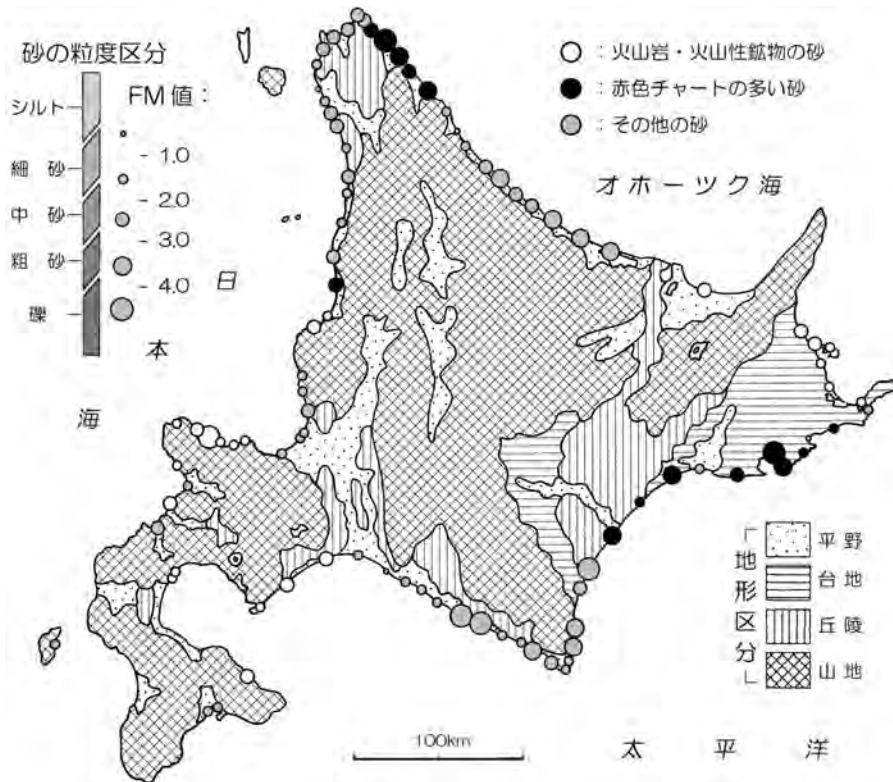 砂の粒度区分
FM値：
シルト
細 砂
中 砂
粗 砂
礫
- 1.0
- 2.0
- 3.0
- 4.0
○：火山岩・火山性鉱物の砂
●：赤色チャートの多い砂
：その他の砂
オホーツク海
日
本
海
地形区分
平 野
台 地
丘 陵
山 地
100km
太 平 洋